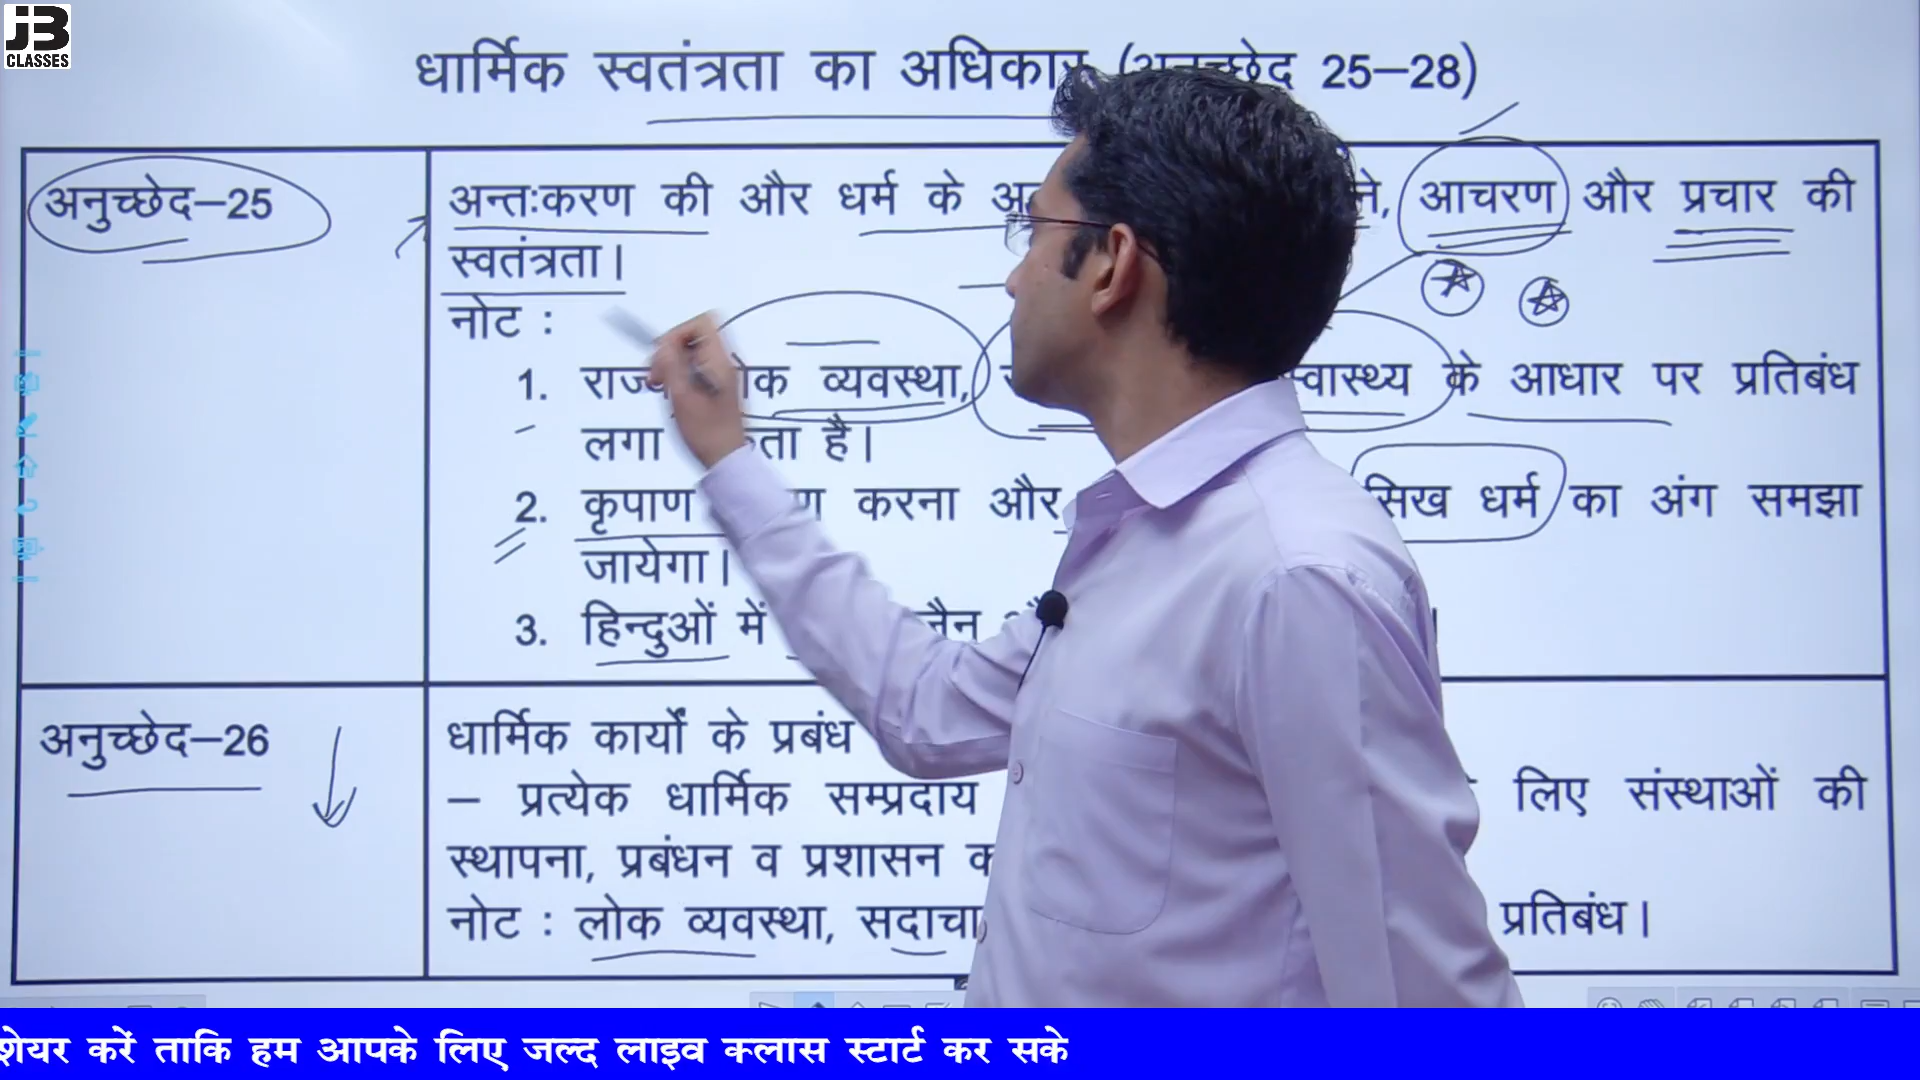 JB
CLASSES
धार्मिक स्वतंत्रता का अधिकार (अनुच्छेद 25–28)
अनुच्छेद–25
अन्तःकरण की और धर्म के आचरण और प्रचार की
स्वतंत्रता।
नोट :
1. राज्य लोक व्यवस्था, स्वास्थ्य के आधार पर प्रतिबंध
लगा है।
2. कृपाण करना और सिख धर्म का अंग समझा
जायेगा।
3. हिन्दुओं में जैन
अनुच्छेद–26
धार्मिक कार्यों के प्रबंध
– प्रत्येक धार्मिक सम्प्रदाय लिए संस्थाओं की
स्थापना, प्रबंधन व प्रशासन
नोट : लोक व्यवस्था, प्रतिबंध।
शेयर करें ताकि हम आपके लिए जल्द लाइव क्लास स्टार्ट कर सके